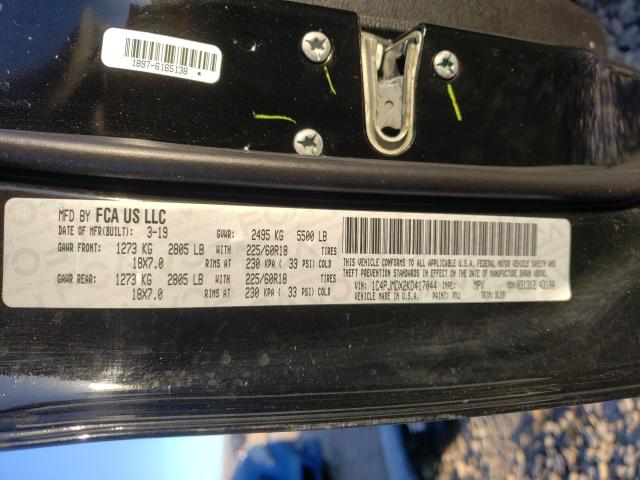 1897-6165138
MFD BY FCA US LLC
DATE OF MFR(BUILT): 3-19 GVWR: 2495 KG 5500 LB
GAWR FRONT: 1273 KG 2805 LB WITH 225/60R18 TIRES
18X7.0 RIMS AT 230 KPA ( 33 PSI) COLD
GAWR REAR: 1273 KG 2805 LB WITH 225/60R18 TIRES
18X7.0 RIMS AT 230 KPA ( 33 PSI) COLD
THIS VEHICLE CONFORMS TO ALL APPLICABLE U.S.A. FEDERAL MOTOR VEHICLE SAFETY AND
THEFT PREVENTION STANDARDS IN EFFECT ON THE DATE OF MANUFACTURE SHOWN ABOVE.
VIN: 1C4PJMDX2KD417044 TYPE: MPV MDH: 031312
VEHICLE MADE IN U.S.A. PAINT: PXJ TRIM: